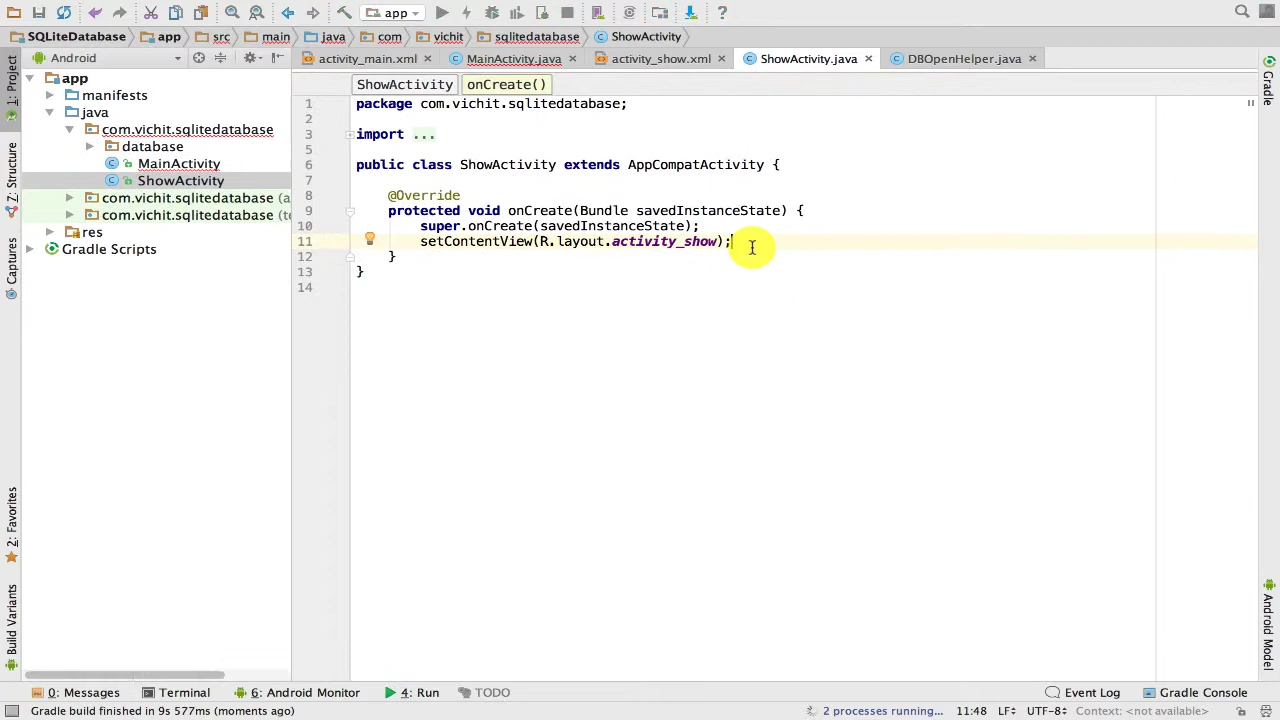 app
SQLiteDatabase app src main java com vichit sqlitedatabase ShowActivity
Android
activity_main.xml
MainActivity.java
activity_show.xml
ShowActivity.java
DBOpenHelper.java
ShowActivity onCreate()
app
manifests
java
com.vichit.sqlitedatabase
database
MainActivity
ShowActivity
com.vichit.sqlitedatabase (a
com.vichit.sqlitedatabase (te
res
Gradle Scripts
1 package com.vichit.sqlitedatabase;
2
3 import ...
5
6 public class ShowActivity extends AppCompatActivity {
7
8 @Override
9 protected void onCreate(Bundle savedInstanceState) {
10 super.onCreate(savedInstanceState);
11 setContentView(R.layout.activity_show);
12 }
13 }
14
1: Project
Z: Structure
Captures
2: Favorites
Build Variants
Gradle
Android Model
0: Messages Terminal 6: Android Monitor 4: Run TODO Event Log Gradle Console
Gradle build finished in 9s 577ms (moments ago) 2 processes running... 11:48 LF UTF-8 Context: <not available>